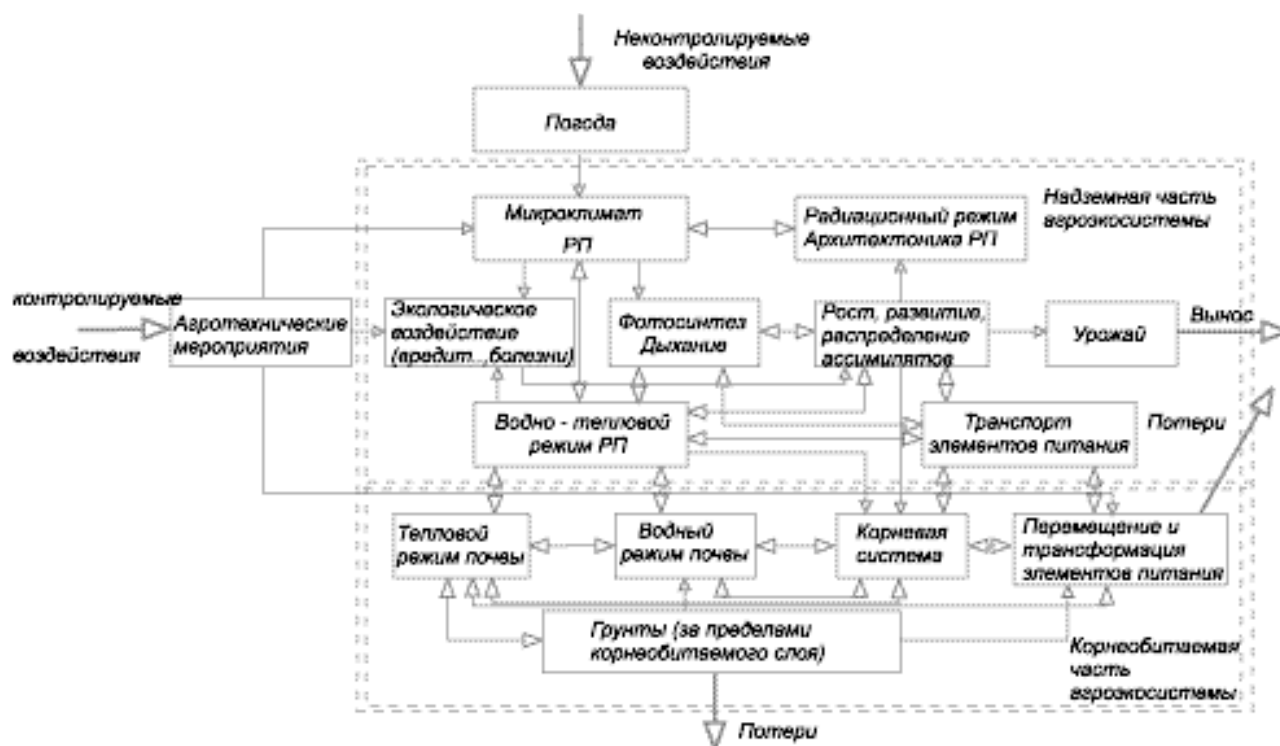 Неконтролируемые
воздействия
Погода
Микроклимат
РП
Радиационный режим
Архитектоника РП
Надземная часть
агроэкосистемы
контролируемые
воздействия
Агротехнические
мероприятия
Экологическое
воздействие
(вредит..,болезни)
Фотосинтез
Дыхание
Рост, развитие,
распределение
ассимилятов
Урожай
Вынос
Водно - тепловой
режим РП
Транспорт
элементов питания
Потери
Тепловой
режим почвы
Водный
режим почвы
Корневая
система
Перемещение и
трансформация
элементов питания
Грунты (за пределами
корнеобитаемого слоя)
Корнеобитаемая
часть
агроэкосистемы
Потери